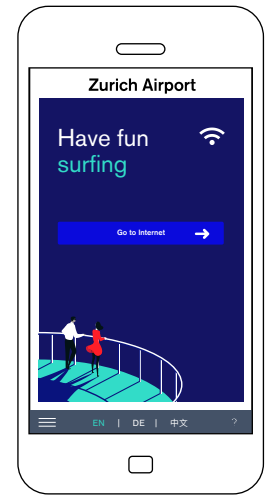 Zurich Airport
Have fun
surfing
Go to Internet
EN | DE | 中文 ?